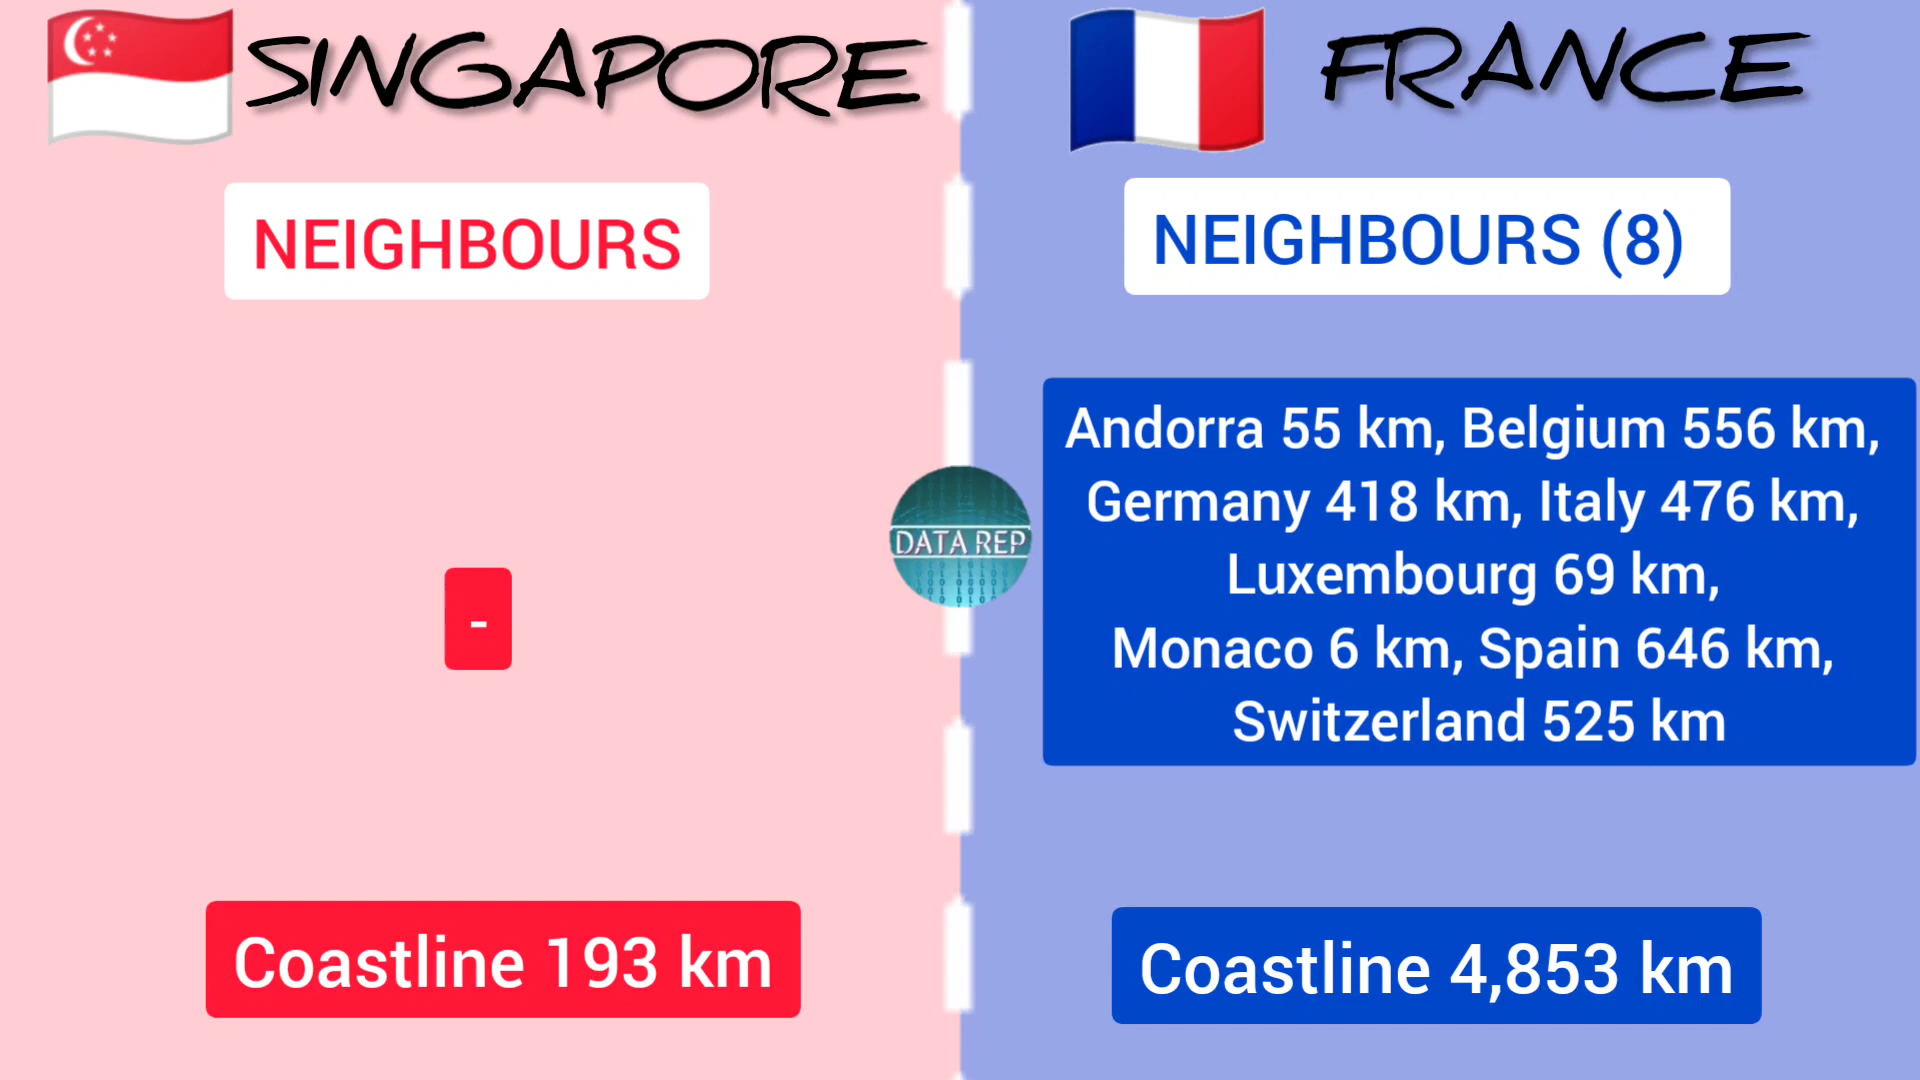 SINGAPORE
NEIGHBOURS
-
Coastline 193 km
DATA REP
FRANCE
NEIGHBOURS (8)
Andorra 55 km, Belgium 556 km,
Germany 418 km, Italy 476 km,
Luxembourg 69 km,
Monaco 6 km, Spain 646 km,
Switzerland 525 km
Coastline 4,853 km